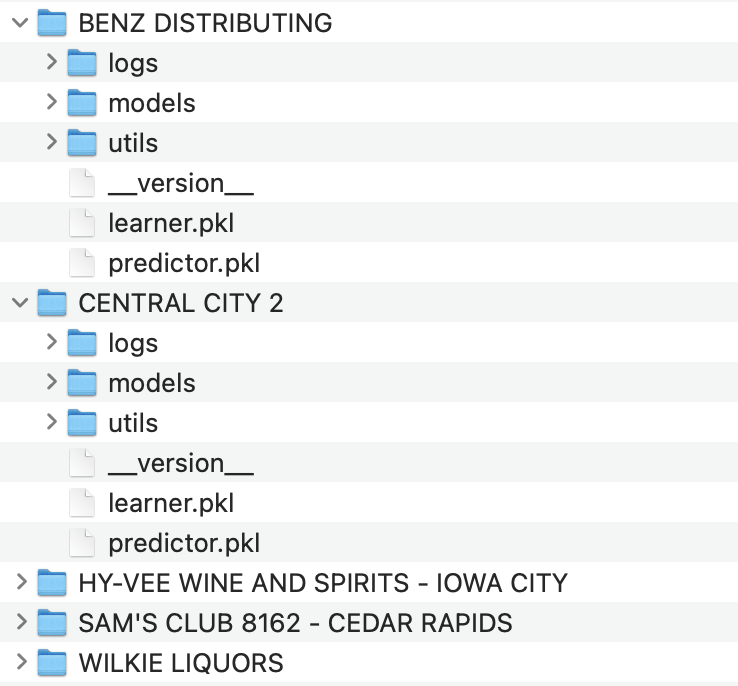 BENZ DISTRIBUTING
logs
models
utils
__version__
learner.pkl
predictor.pkl
CENTRAL CITY 2
logs
models
utils
__version__
learner.pkl
predictor.pkl
HY-VEE WINE AND SPIRITS - IOWA CITY
SAM'S CLUB 8162 - CEDAR RAPIDS
WILKIE LIQUORS